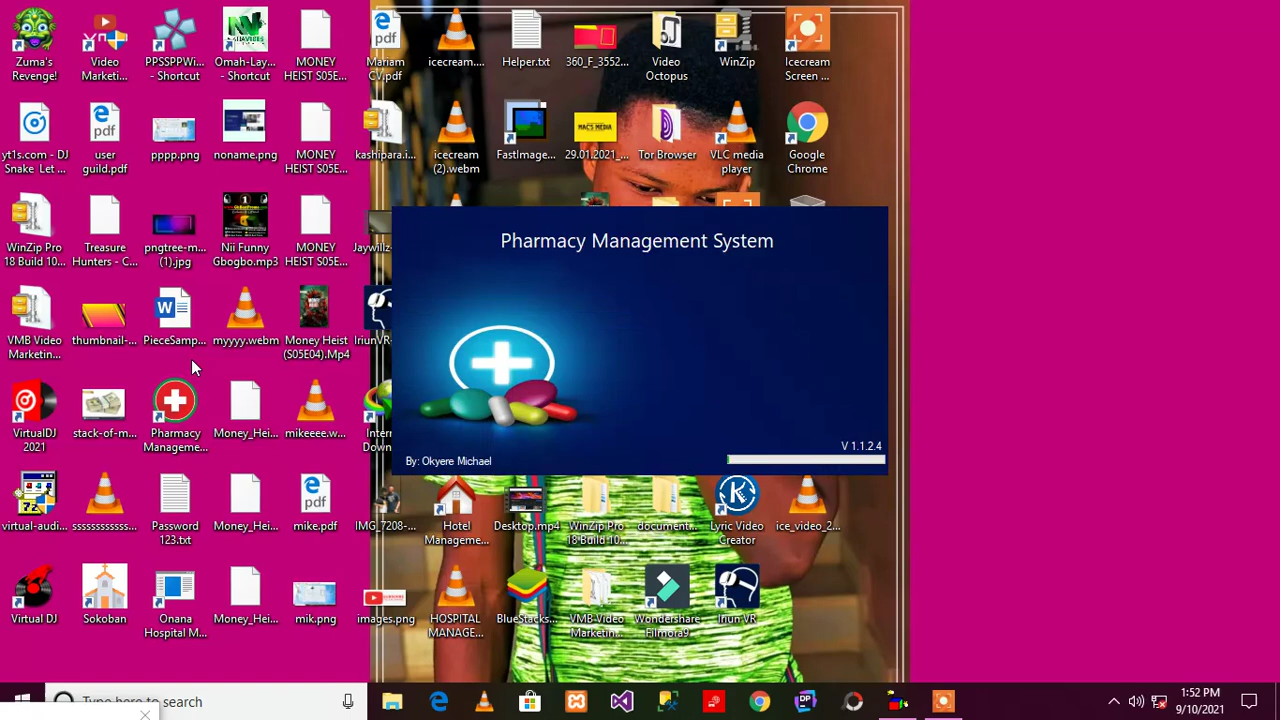 Zuma's
Revenge!
Video
Marketi...
PPSSPPWi...
- Shortcut
Omah-Lay...
- Shortcut
MONEY
HEIST S05E...
Mariam
CV.pdf
icecream....
Helper.txt
360_F_3552...
Video
Octopus
WinZip
Icecream
Screen ...
yt1s.com - DJ
Snake Let ...
user
guild.pdf
pppp.png
noname.png
MONEY
HEIST S05E...
kashipara.i...
icecream
(2).webm
FastImage...
MAC'S MEDIA
29.01.2021_...
Tor Browser
VLC media
player
Google
Chrome
WinZip Pro
18 Build 10...
Treasure
Hunters - C...
pngtree-m...
(1).jpg
Nii Funny
Gbogbo.mp3
MONEY
HEIST S05E...
Jaywillz-
Pharmacy Management System
VMB Video
Marketin...
thumbnail-...
PieceSamp...
myyyy.webm
Money Heist
(S05E04).Mp4
IriunVR-
VirtualDJ
2021
stack-of-m...
Pharmacy
Manageme...
Money_Hei...
mikeeee.w...
Intern
Down
V 1.1.2.4
By: Okyere Michael
virtual-audi...
ssssssssssss...
Password
123.txt
Money_Hei...
mike.pdf
IMG_7208-...
Hotel
Manageme...
Desktop.mp4
WinZip Pro
18 Build 10...
document...
Lyric Video
Creator
ice_video_2...
Virtual DJ
Sokoban
Onana
Hospital M...
Money_Hei...
mik.png
SUBSCRIBE
images.png
HOSPITAL
MANAGE...
BlueStacks...
VMB Video
Marketin...
Wondershare
Filmora9
Iriun VR
Type here to search
1:52 PM
9/10/2021